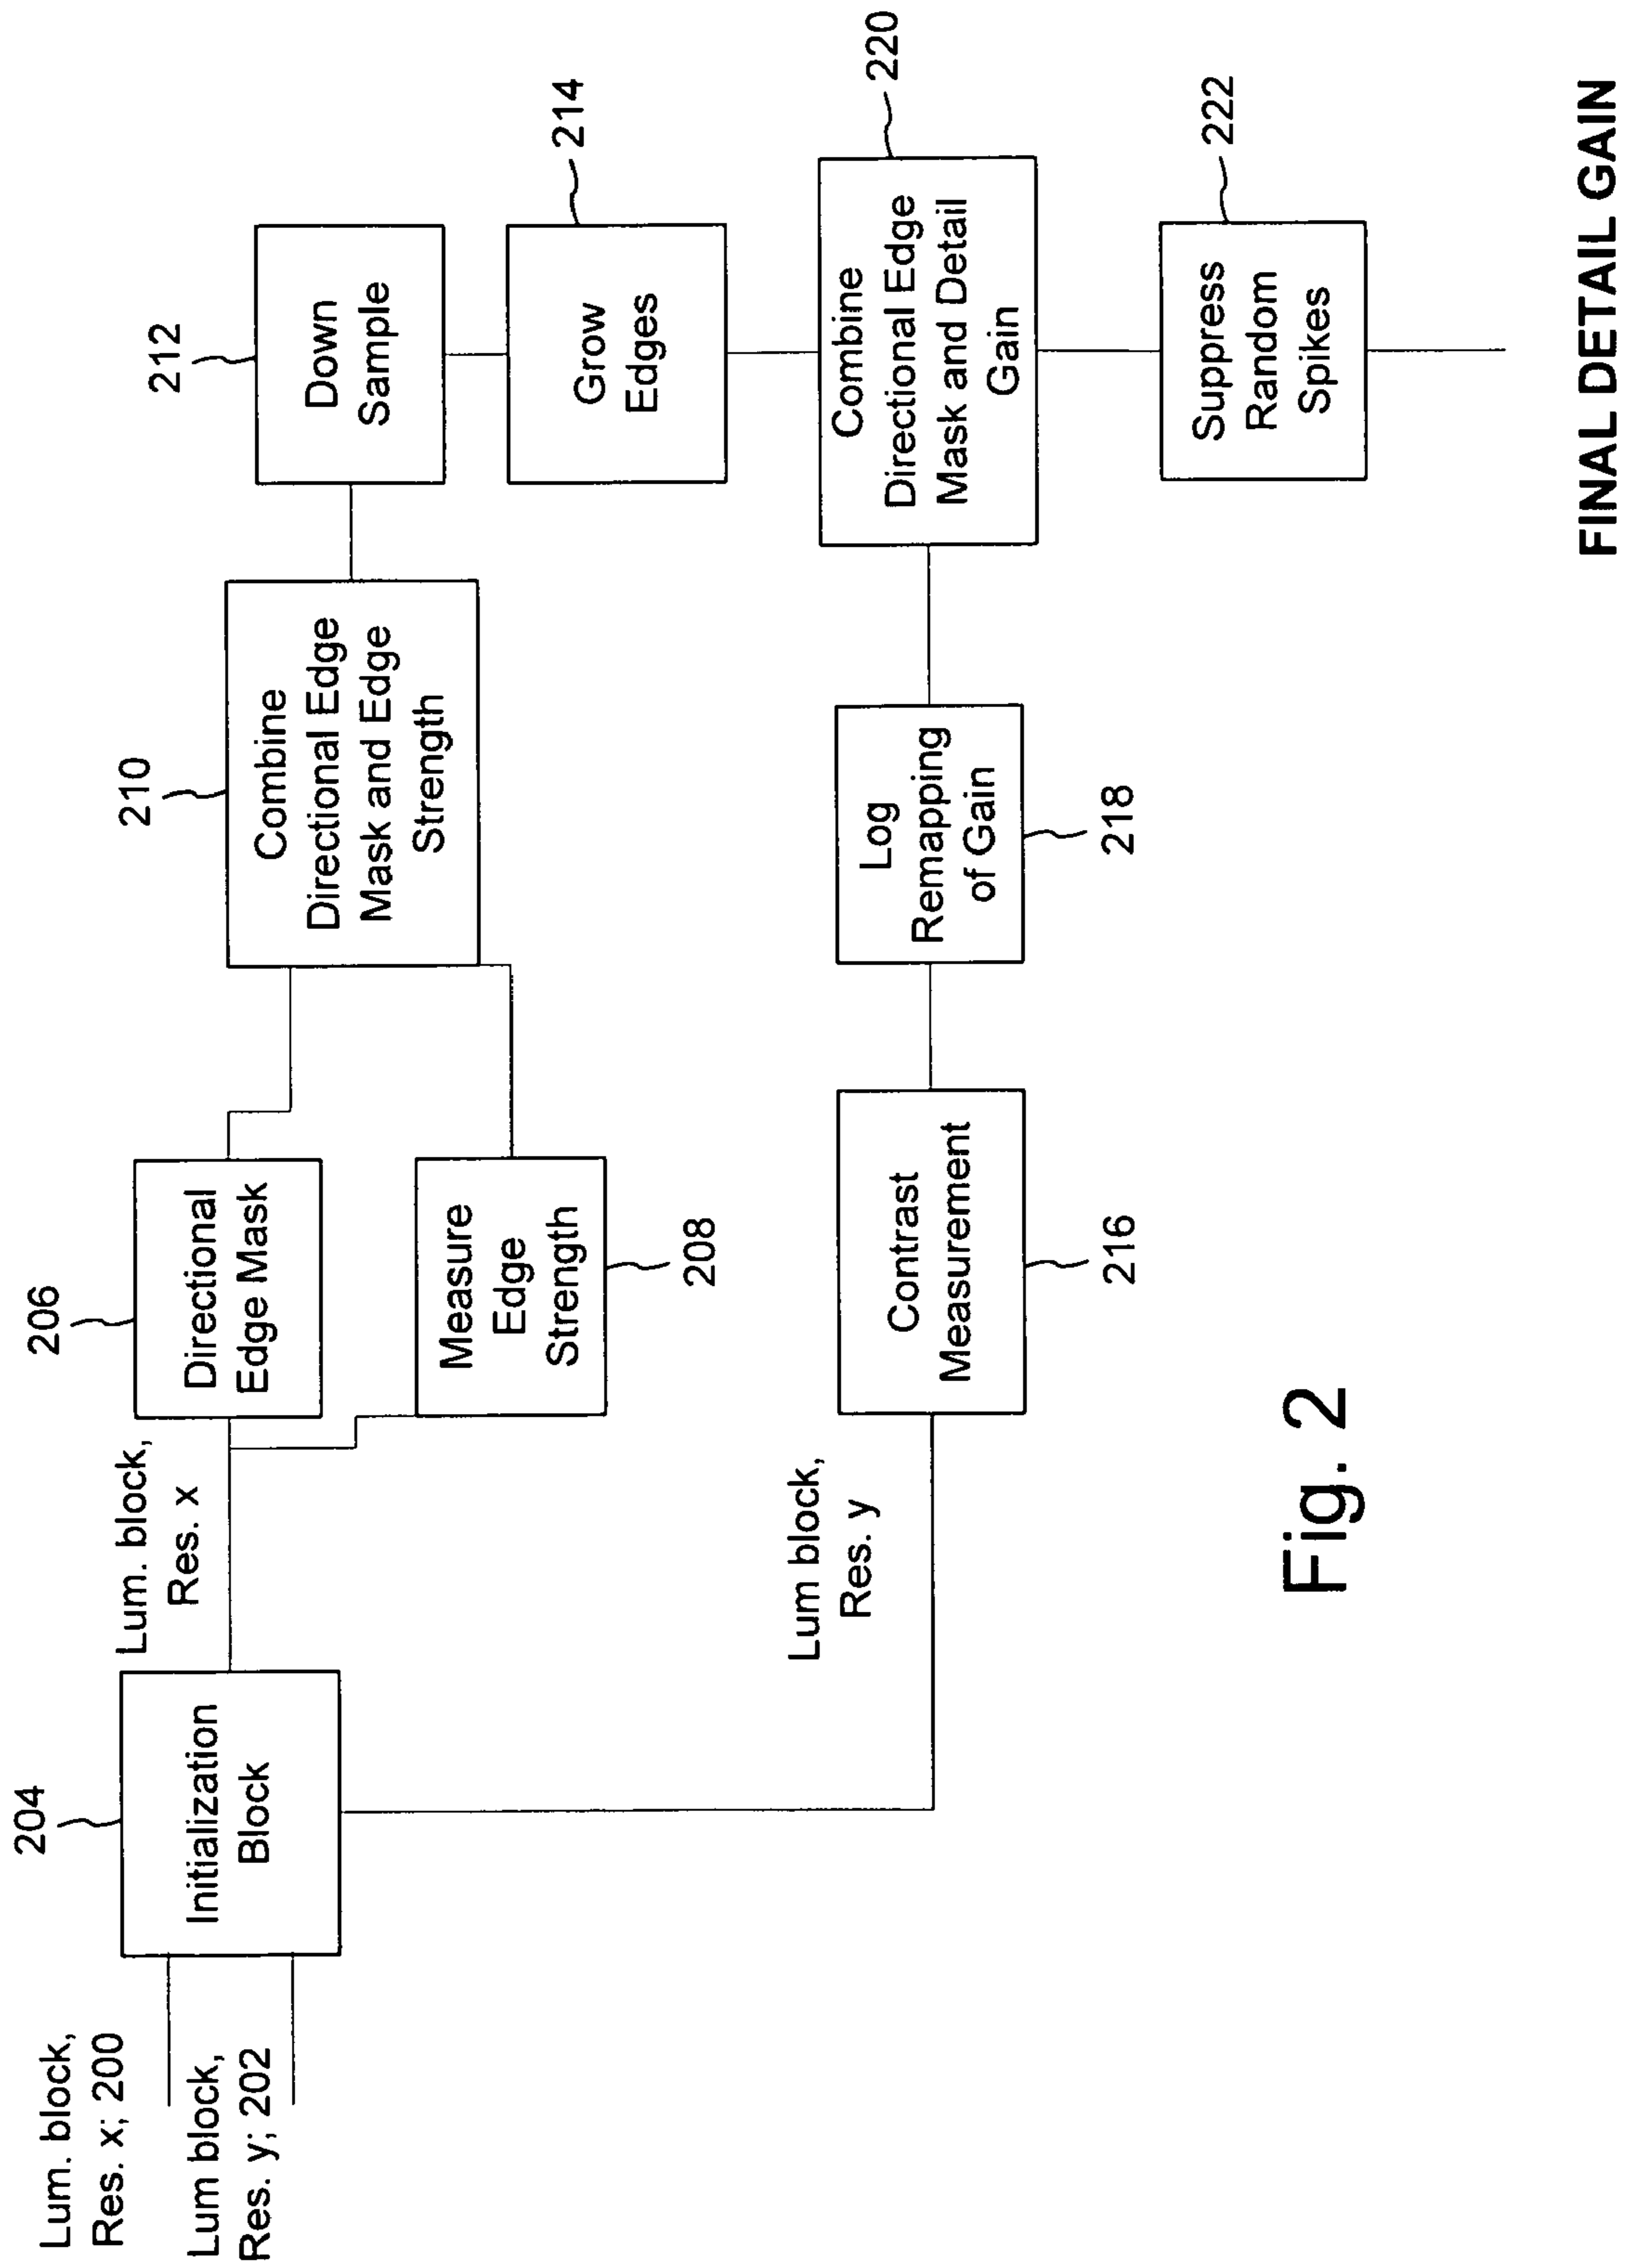 Lum. block,
Res. x; 200
Lum block,
Res. y; 202
204
Initialization
Block
Lum. block,
Res. x
206
Directional
Edge Mask
Measure
Edge
Strength
208
210
Combine
Directional Edge
Mask and Edge
Strength
212
Down
Sample
Grow
Edges
214
Lum block,
Res. y
Contrast
Measurement
216
Log
Remapping
of Gain
218
Combine
Directional Edge
Mask and Detail
Gain
220
Suppress
Random
Spikes
222
FINAL DETAIL GAIN
Fig. 2